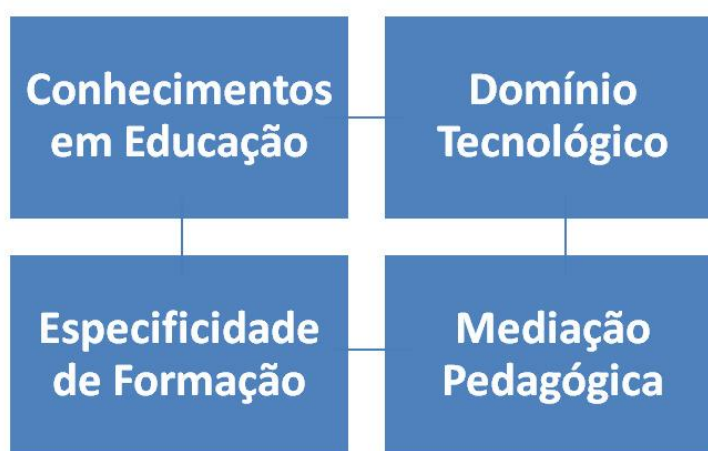 Conhecimentos
em Educação
Domínio
Tecnológico
Especificidade
de Formação
Mediação
Pedagógica